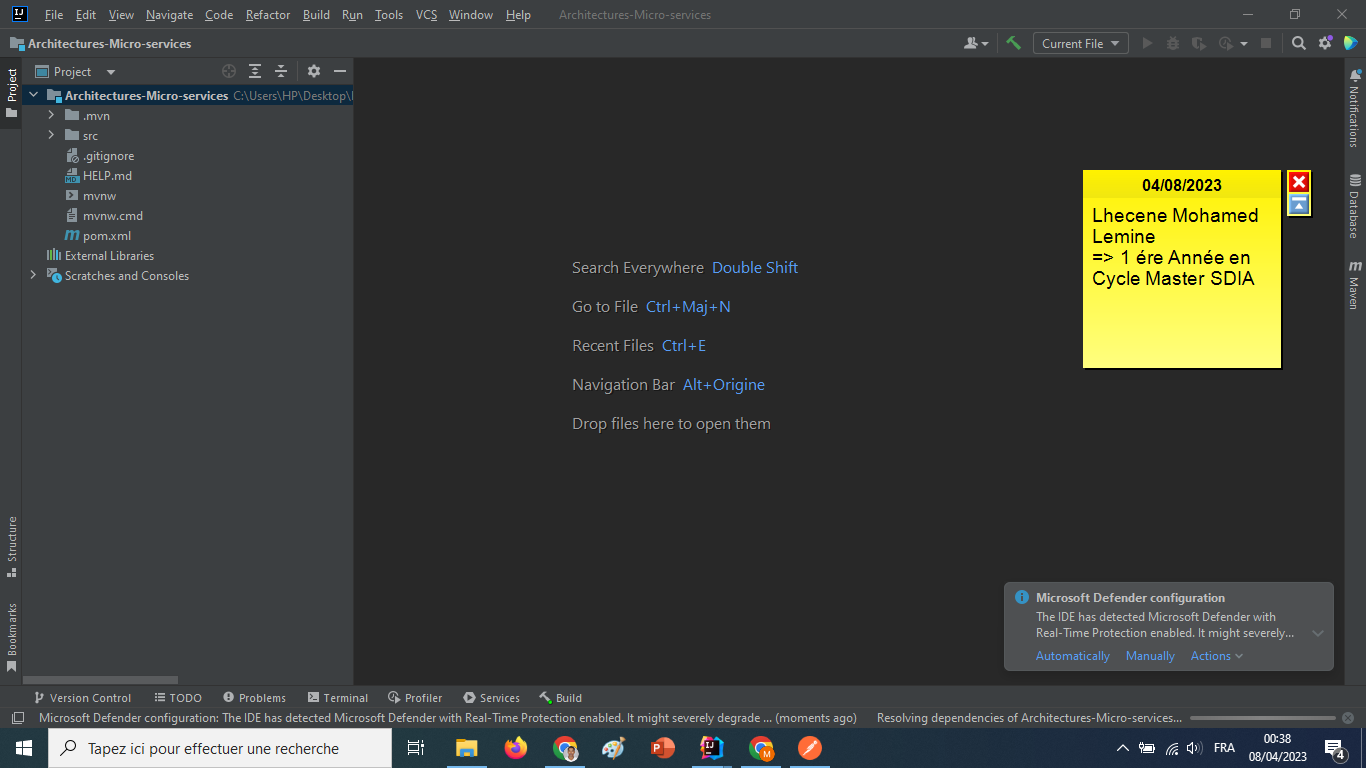 File Edit View Navigate Code Refactor Build Run Tools VCS Window Help Architectures-Micro-services
Architectures-Micro-services
Current File
Project
Project
Architectures-Micro-services C:\Users\HP\Desktop\
.mvn
src
.gitignore
HELP.md
mvnw
mvnw.cmd
pom.xml
External Libraries
Scratches and Consoles
Structure
Bookmarks
Search Everywhere Double Shift
Go to File Ctrl+Maj+N
Recent Files Ctrl+E
Navigation Bar Alt+Origine
Drop files here to open them
04/08/2023
Lhecene Mohamed
Lemine
=> 1 ére Année en
Cycle Master SDIA
Notifications
Database
Maven
Microsoft Defender configuration
The IDE has detected Microsoft Defender with
Real-Time Protection enabled. It might severely...
Automatically Manually Actions
Version Control TODO Problems Terminal Profiler Services Build
Microsoft Defender configuration: The IDE has detected Microsoft Defender with Real-Time Protection enabled. It might severely degrade ... (moments ago) Resolving dependencies of Architectures-Micro-services...
Tapez ici pour effectuer une recherche
FRA
00:38
08/04/2023
4